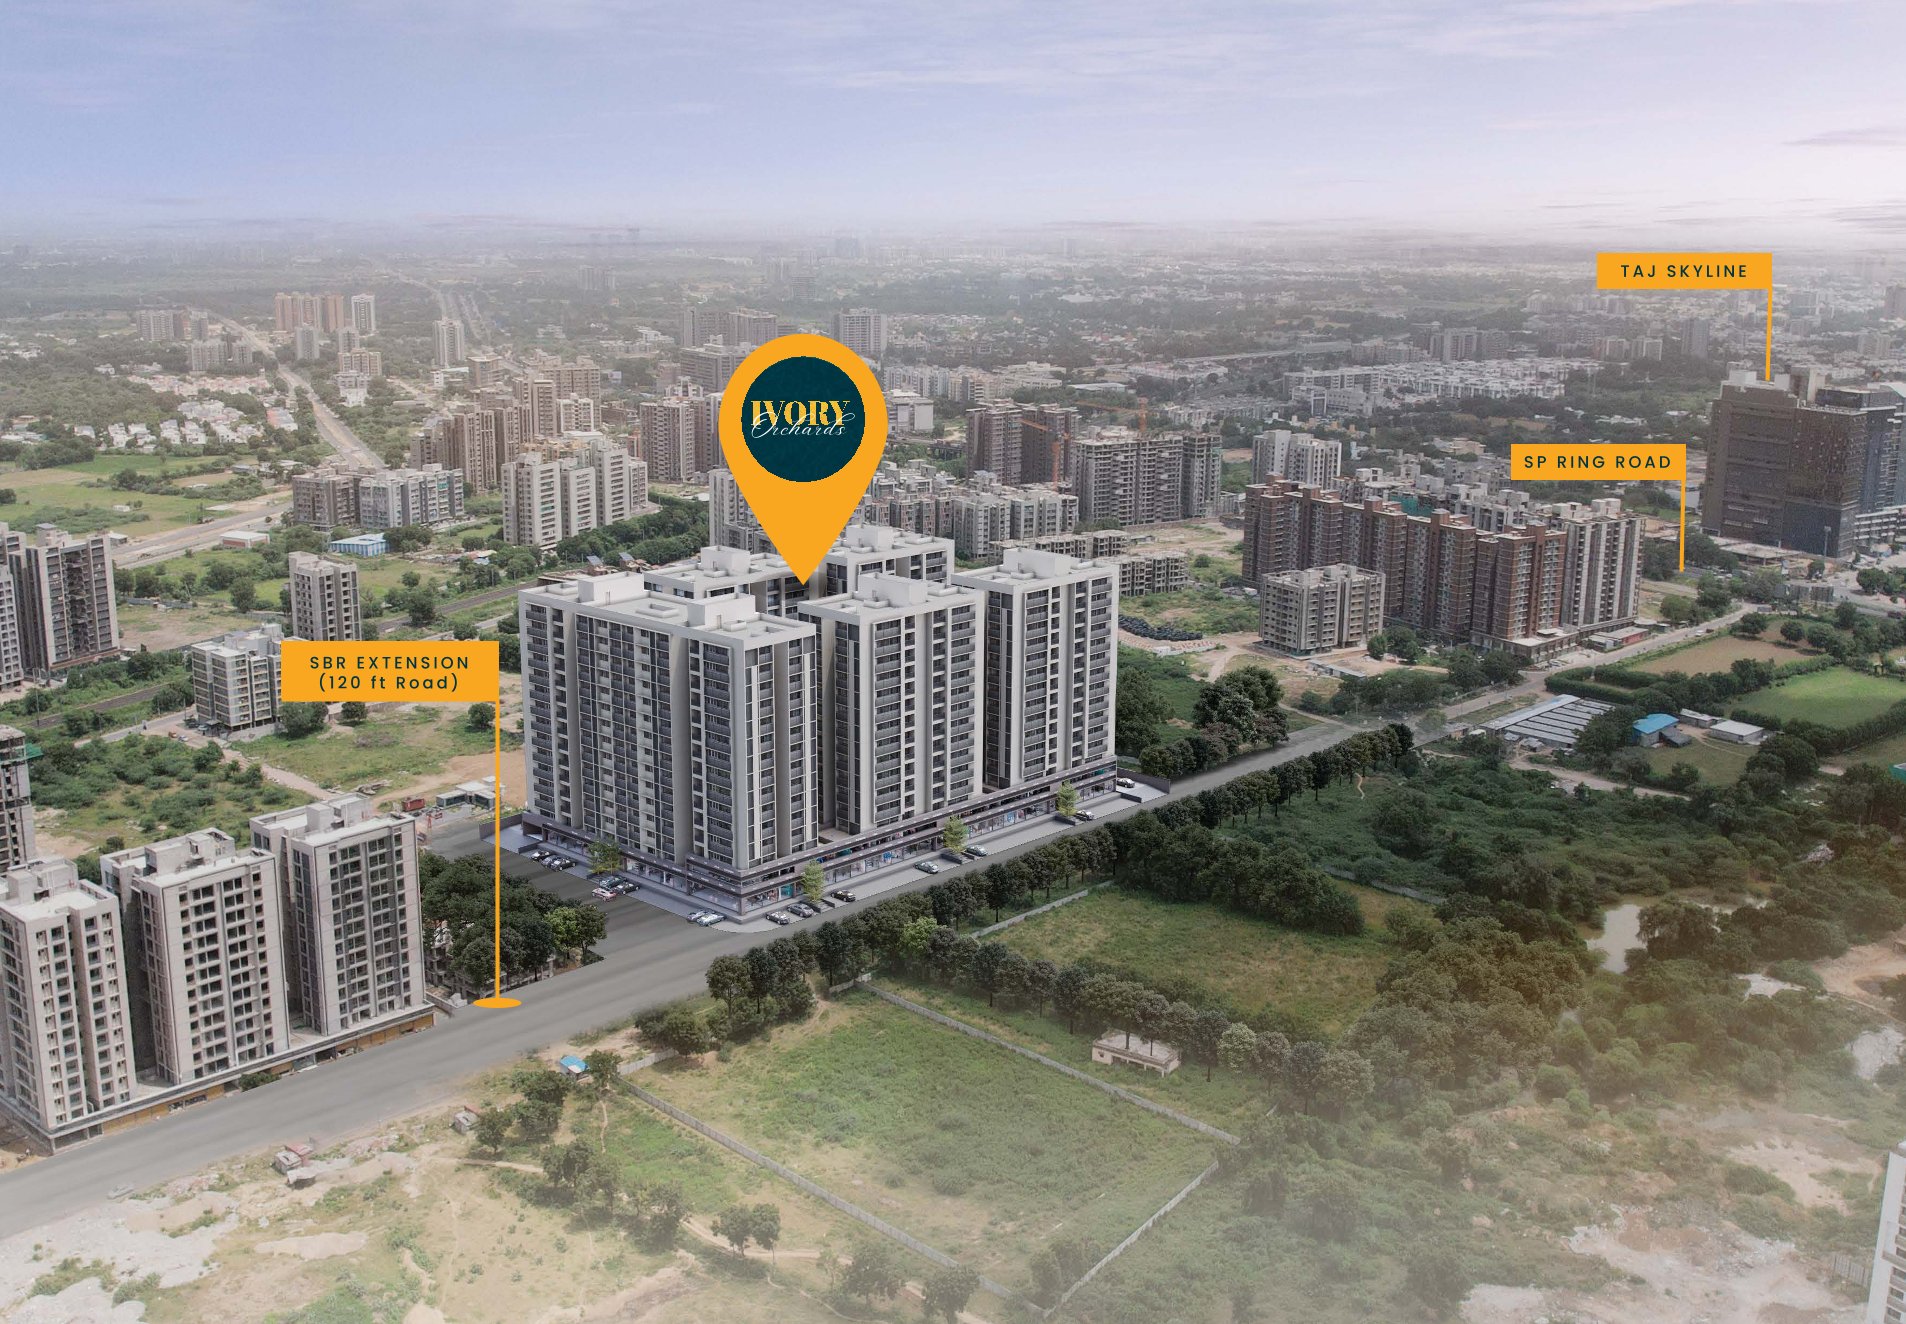 TAJ SKYLINE
IVORY
Orchards
SP RING ROAD
SBR EXTENSION
(120 ft Road)